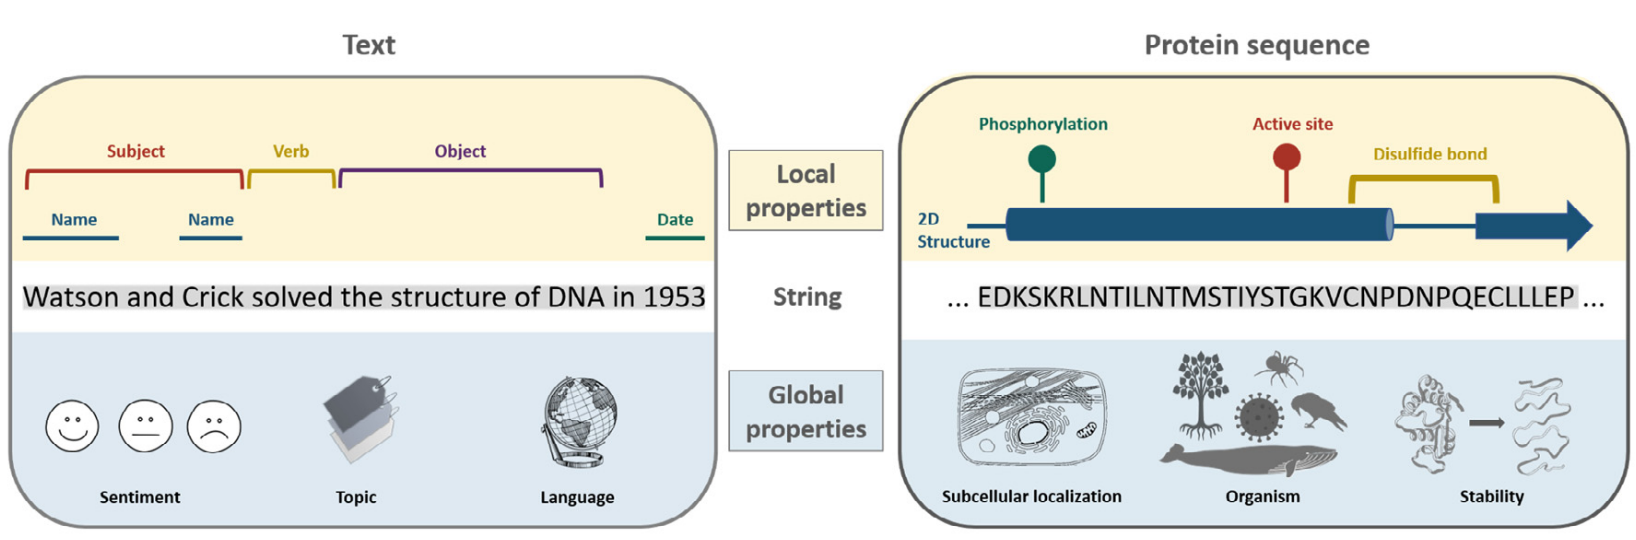 Text
Protein sequence
Subject
Verb
Object
Name
Name
Date
Local
properties
Phosphorylation
Active site
Disulfide bond
2D
Structure
Watson and Crick solved the structure of DNA in 1953
String
... EDKSKRLNTILNTMSTIYSTGKVCNPDNPQECLLLEP ...
Global
properties
Sentiment
Topic
Language
Subcellular localization
Organism
Stability